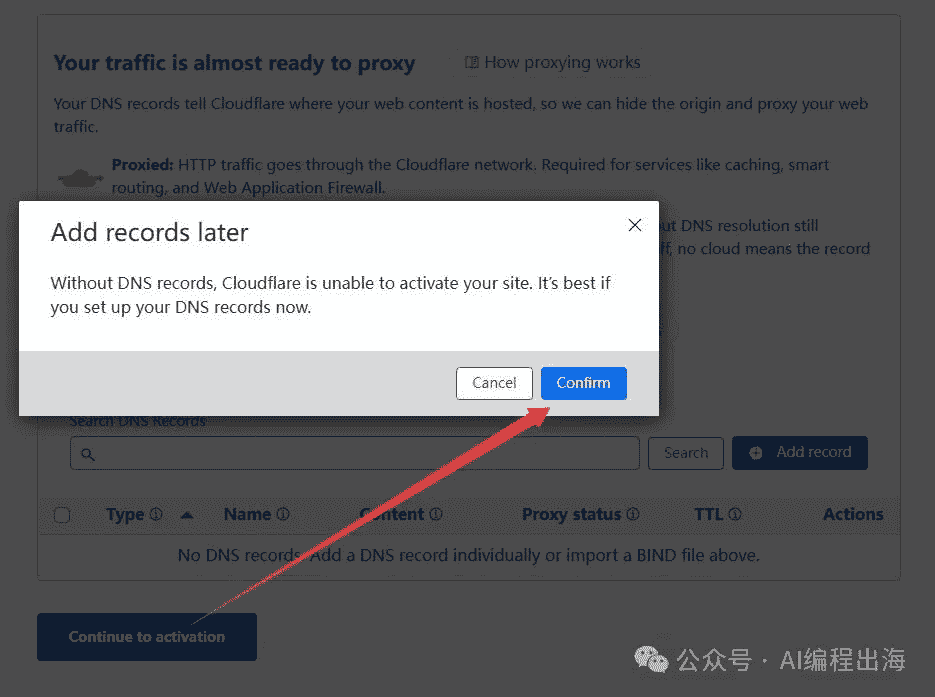 Your traffic is almost ready to proxy
How proxying works
Your DNS records tell Cloudflare where your web content is hosted, so we can hide the origin and proxy your web
traffic.
Proxied: HTTP traffic goes through the Cloudflare network. Required for services like caching, smart
routing, and Web Application Firewall.
DNS resolution still
no cloud means the record
Add records later
Without DNS records, Cloudflare is unable to activate your site. It’s best if
you set up your DNS records now.
Cancel
Confirm
Search DNS Records
Search
Add record
Type
Name
Content
Proxy status
TTL
Actions
No DNS records. Add a DNS record individually or import a BIND file above.
Continue to activation
公众号 · AI编程出海